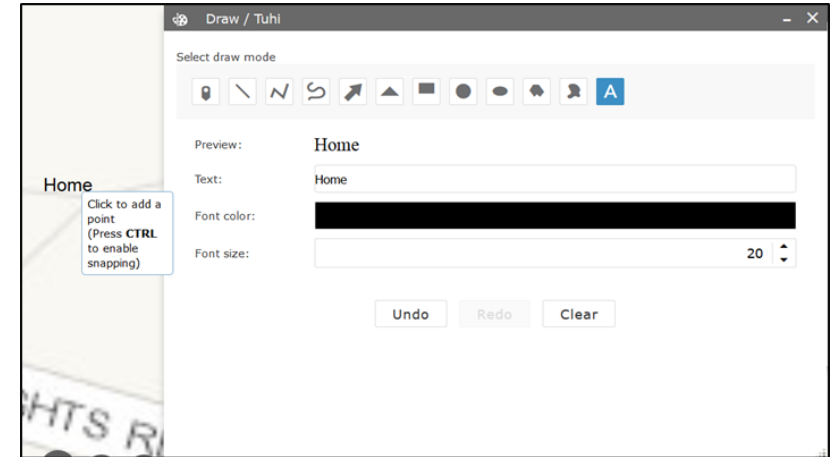 Draw / Tuhi
Select draw mode
A
Preview:
Home
Text:
Home
Font color:
Font size:
20
Undo
Redo
Clear
Home
Click to add a
point
(Press CTRL
to enable
snapping)